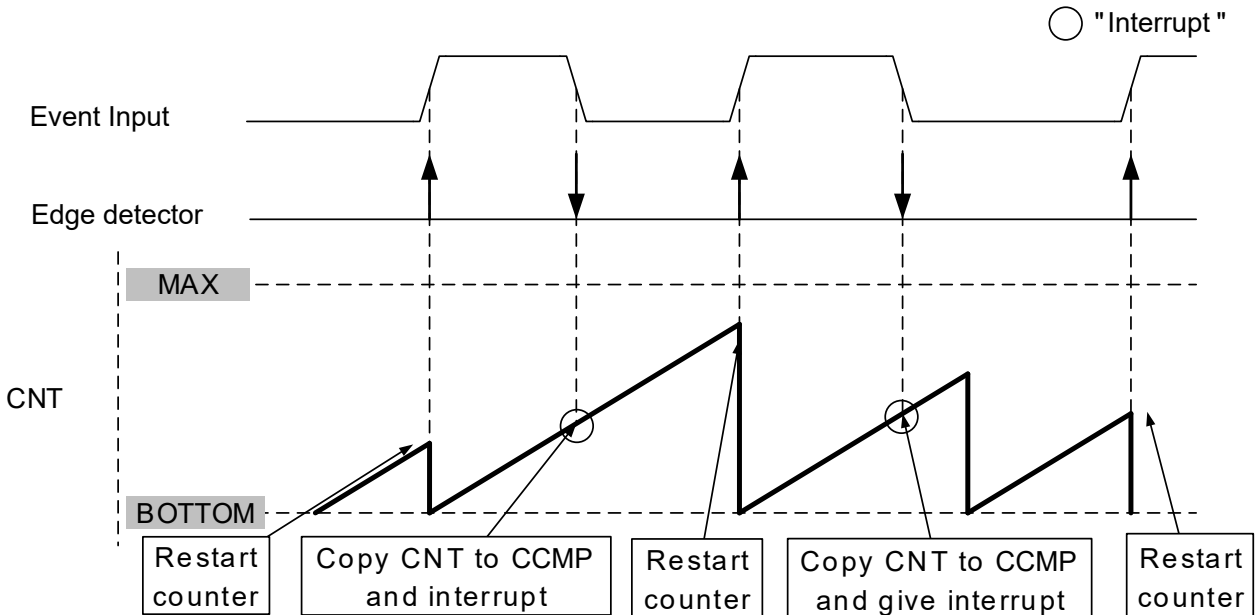 "Interrupt"
Event Input
Edge detector
MAX
CNT
BOTTOM
Restart
counter
Copy CNT to CCMP
and interrupt
Restart
counter
Copy CNT to CCMP
and give interrupt
Restart
counter